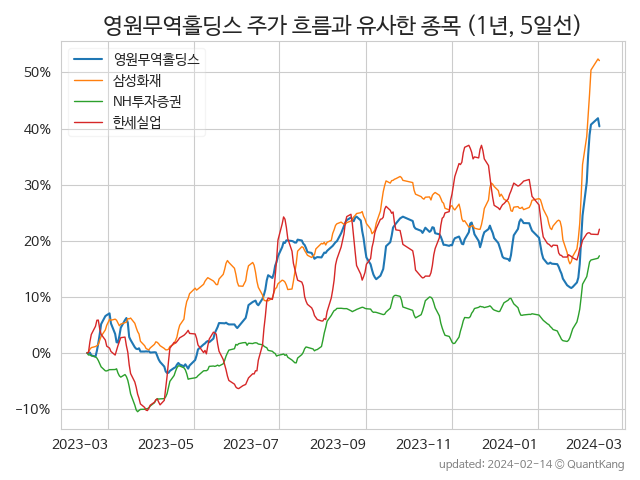 영원무역홀딩스 주가 흐름과 유사한 종목 (1년, 5일선)
영원무역홀딩스
삼성화재
NH투자증권
한세실업
50%
40%
30%
20%
10%
0%
−10%
2023-03 2023-05 2023-07 2023-09 2023-11 2024-01 2024-03
updated: 2024-02-14 © QuantKang